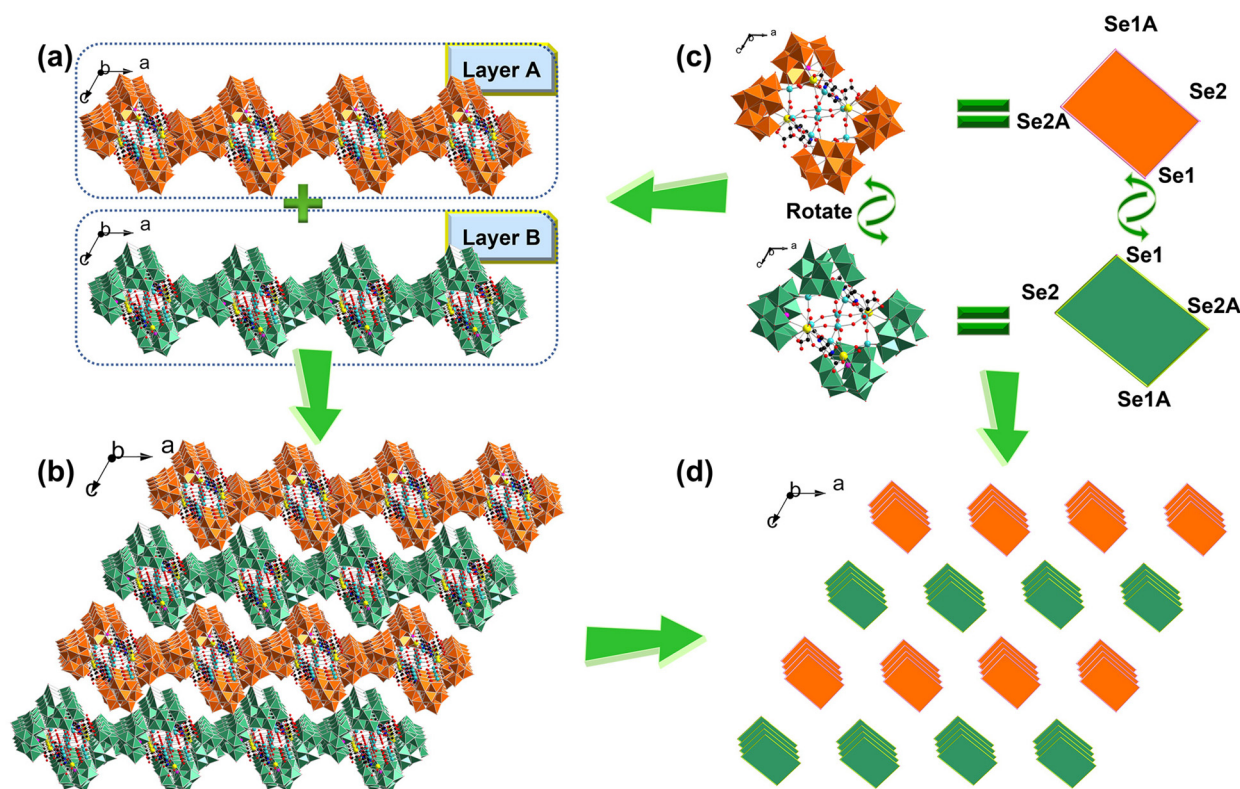 (a)
b a
c
Layer A
b a
c
Layer B
(b)
b a
c
(c)
b a
c
Se1A
Se2
Se2A
Se1
Rotate
b a
c
Se1
Se2
Se2A
Se1A
(d)
b a
c